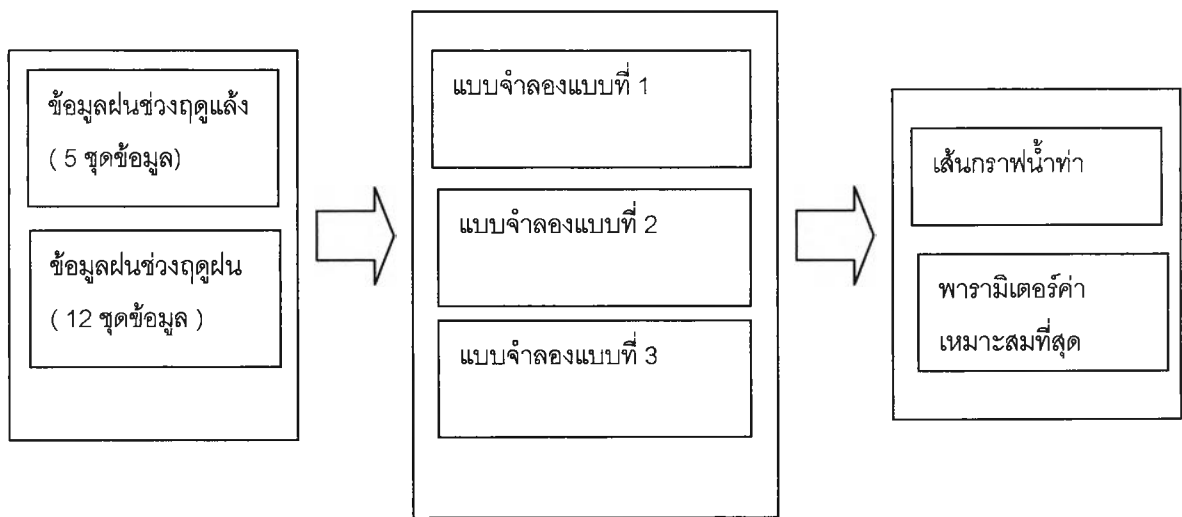 ข้อมูลฝนช่วงฤดูแล้ง
( 5 ชุดข้อมูล)
ข้อมูลฝนช่วงฤดูฝน
( 12 ชุดข้อมูล )
แบบจำลองแบบที่ 1
แบบจำลองแบบที่ 2
แบบจำลองแบบที่ 3
เส้นกราฟน้ำท่า
พารามิเตอร์ค่า
เหมาะสมที่สุด